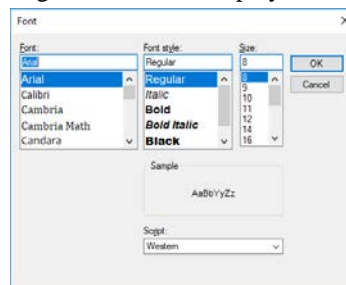 Font
Font:
Arial
Arial
Calibri
Cambria
Cambria Math
Candara
Font style:
Regular
Regular
Italic
Bold
Bold Italic
Black
Size:
8
8
9
10
11
12
14
16
OK
Cancel
Sample
AaBbYyZz
Script:
Western